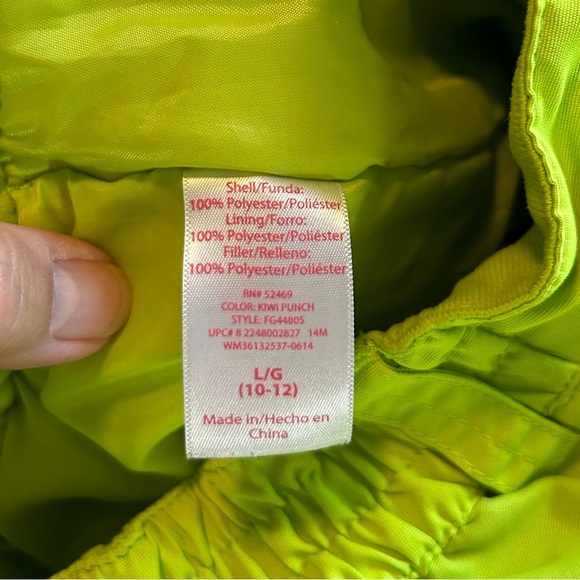 Shell/Funda:
100% Polyester/Poliéster
Lining/Forro:
100% Polyester/Poliéster
Filler/Relleno:
100% Polyester/Poliéster
RN# 52469
COLOR: KIWI PUNCH
STYLE: FG4480S
UPC# 8 2248002827 14M
WM36132537-0614
L/G
(10-12)
Made in/Hecho en
China